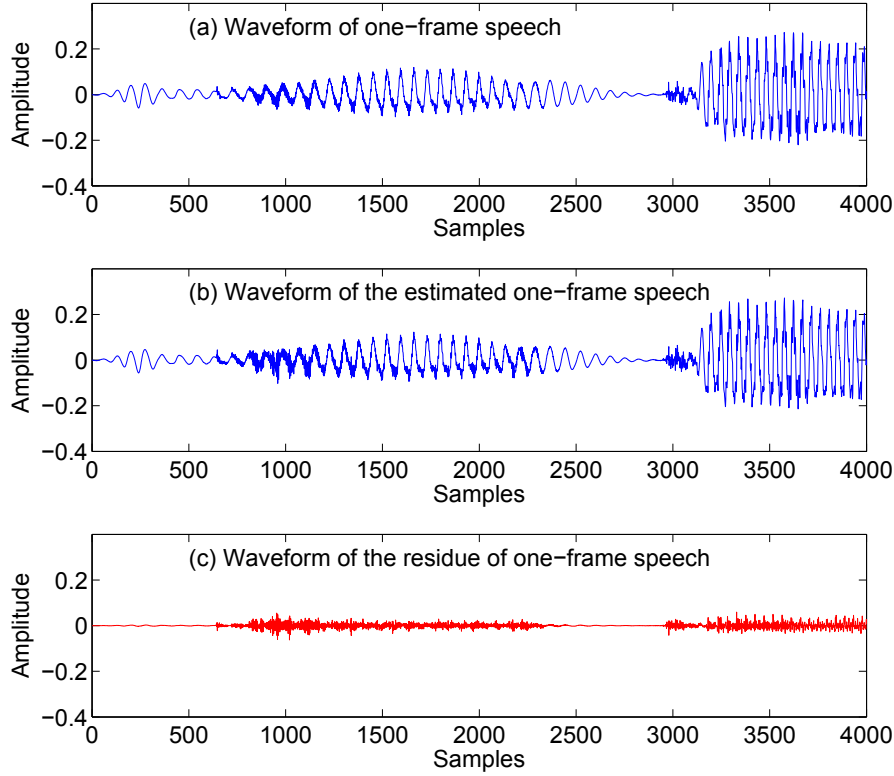 (a) Waveform of one−frame speech
Amplitude
0.2
0
−0.2
−0.4
0 500 1000 1500 2000 2500 3000 3500 4000
Samples
(b) Waveform of the estimated one−frame speech
Amplitude
0.2
0
−0.2
−0.4
0 500 1000 1500 2000 2500 3000 3500 4000
Samples
(c) Waveform of the residue of one−frame speech
Amplitude
0.2
0
−0.2
−0.4
0 500 1000 1500 2000 2500 3000 3500 4000
Samples